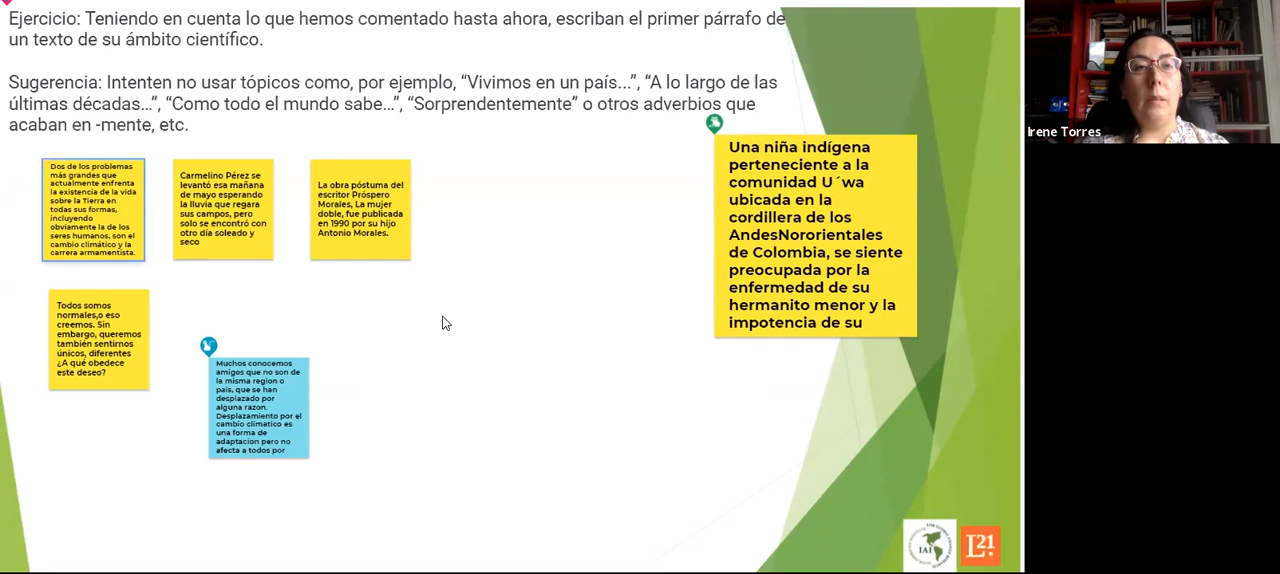 Ejercicio: Teniendo en cuenta lo que hemos comentado hasta ahora, escriban el primer párrafo de
un texto de su ámbito científico.
Sugerencia: Intenten no usar tópicos como, por ejemplo, “Vivimos en un país...”, “A lo largo de las
últimas décadas…”, “Como todo el mundo sabe…”, “Sorprendentemente” o otros adverbios que
acaban en -mente, etc.
Dos de los problemas
más grandes que
actualmente enfrenta
la existencia de la vida
sobre la Tierra en
todas sus formas,
incluyendo
obviamente la de los
seres humanos, son el
cambio climático y la
carrera armamentista.
Carmelino Pérez se
levantó esa mañana
de mayo esperando
la lluvia que regara
sus campos, pero
solo se encontró con
otro día soleado y
seco
La obra póstuma del
escritor Próspero
Morales, La mujer
doble, fue publicada
en 1990 por su hijo
Antonio Morales.
Una niña indígena
perteneciente a la
comunidad U´wa
ubicada en la
cordillera de los
AndesNororientales
de Colombia, se siente
preocupada por la
enfermedad de su
hermanito menor y la
impotencia de su
Todos somos
normales,o eso
creemos. Sin
embargo, queremos
también sentirnos
únicos, diferentes
¿A qué obedece
este deseo?
Muchos conocemos
amigos que no son de
la misma region o
pais, que se han
desplazado por
alguna razon.
Desplazamiento por el
cambio climatico es
una forma de
adaptacion pero no
afecta a todos por
Irene Torres
IAI
L21